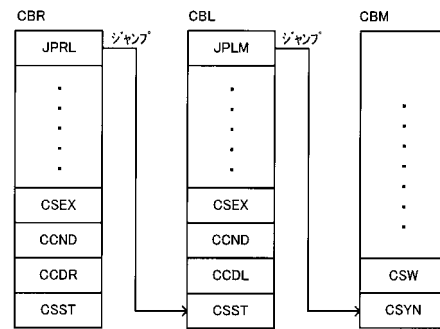 CBR
JPRL
CSEX
CCND
CCDR
CSST
ジャンプ
CBL
JPLM
CSEX
CCND
CCDL
CSST
ジャンプ
CBM
CSW
CSYN